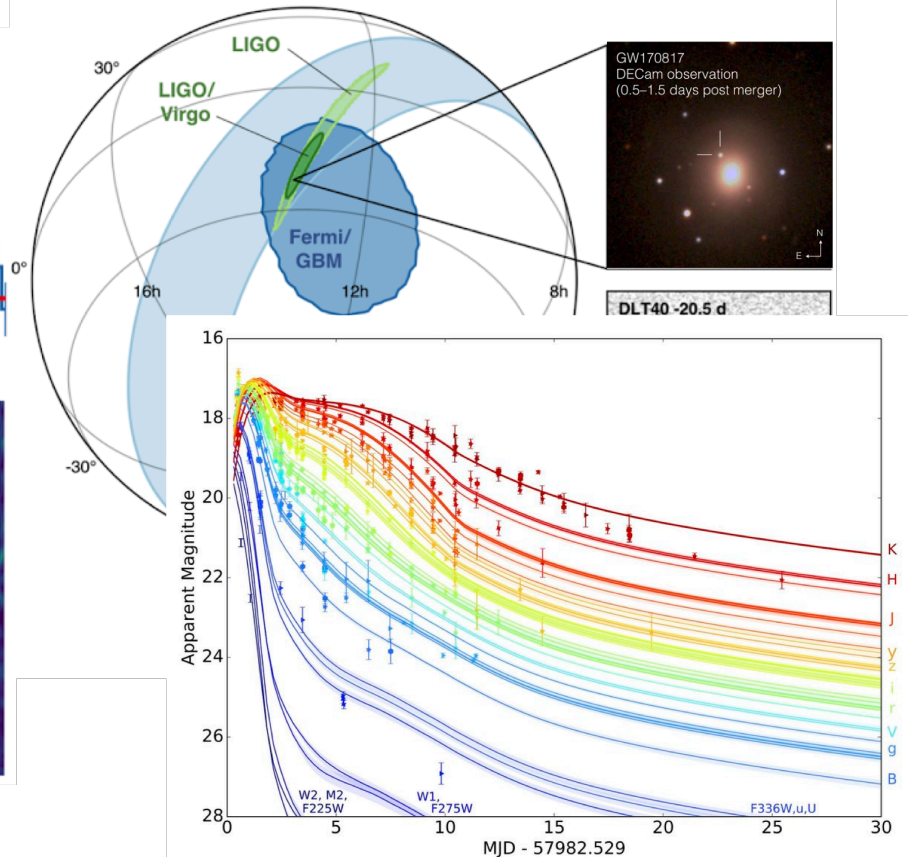 LIGO
30°
LIGO/
Virgo
Fermi/
GBM
0°
16h
12h
8h
-30°
GW170817
DECam observation
(0.5–1.5 days post merger)
N
E
DLT40 -20.5 d
Apparent Magnitude
16
18
20
22
24
26
28
K
H
J
y
z
i
r
V
g
B
W2, M2,
F225W
W1,
F275W
F336W,u,U
0
5
10
15
20
25
30
MJD - 57982.529